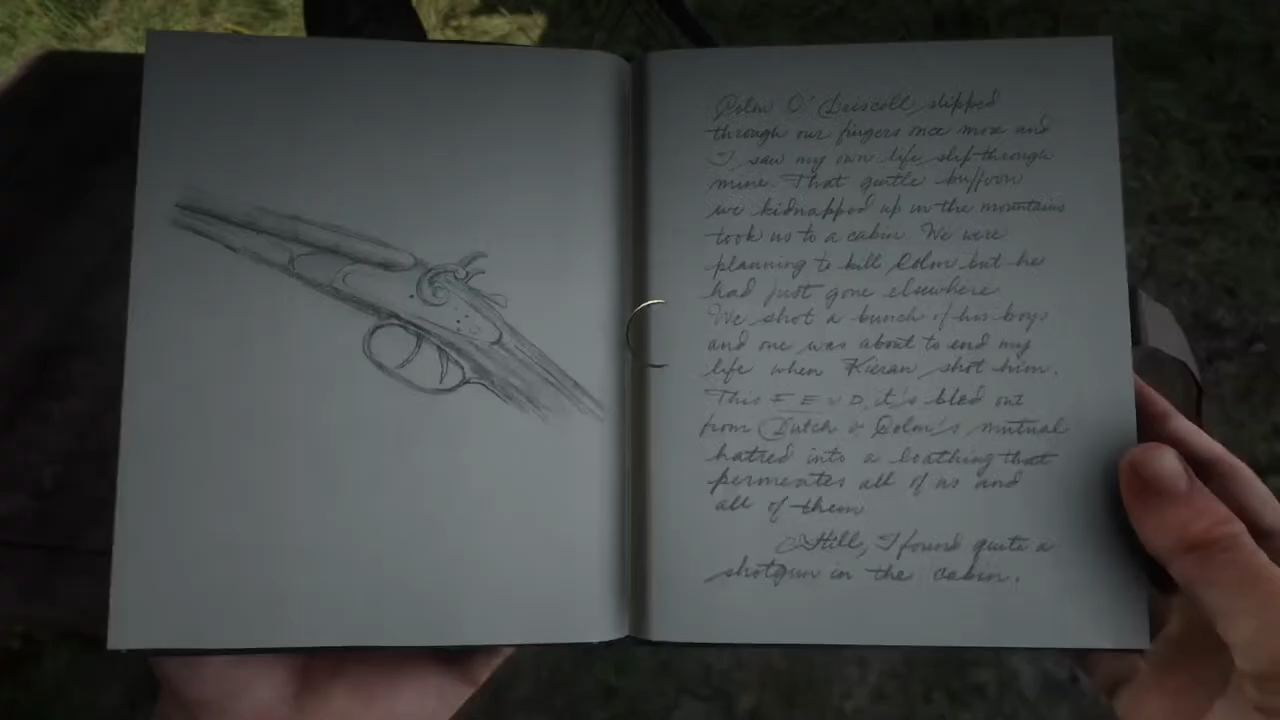 Colm O'Driscoll slipped
through our fingers once more and
I saw my own life slip through
mine. That gentle buffoon
we kidnapped up in the mountains
took us to a cabin. We were
planning to kill Colm but he
had just gone elsewhere.
We shot a bunch of his boys
and one was about to end my
life when Kieran shot him.
This FEUD, it's bled out
from Dutch & Colm's mutual
hatred into a loathing that
permeates all of us and
all of them.
Still, I found quite a
shotgun in the cabin.